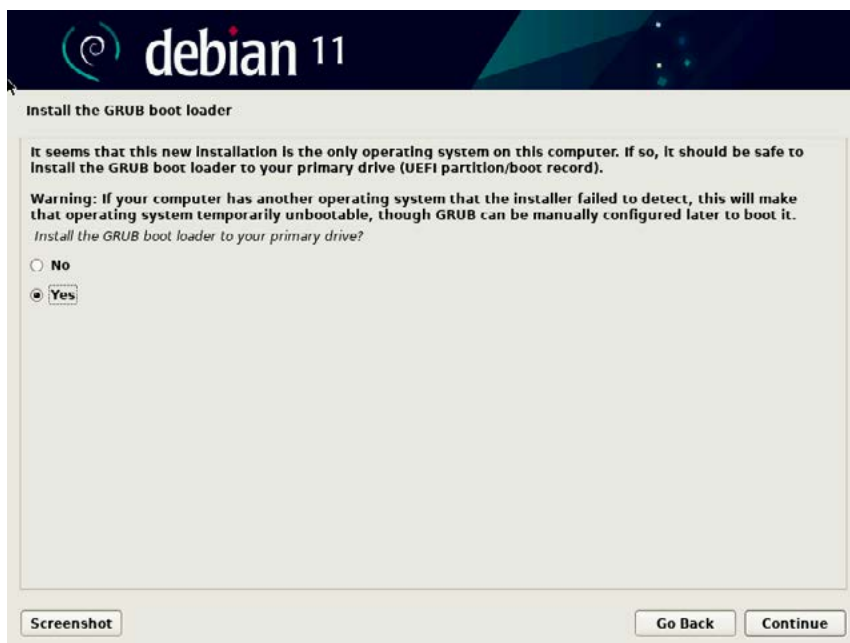 debian 11
Install the GRUB boot loader
It seems that this new installation is the only operating system on this computer. If so, it should be safe to
install the GRUB boot loader to your primary drive (UEFI partition/boot record).
Warning: If your computer has another operating system that the installer failed to detect, this will make
that operating system temporarily unbootable, though GRUB can be manually configured later to boot it.
Install the GRUB boot loader to your primary drive?
No
Yes
Screenshot
Go Back
Continue